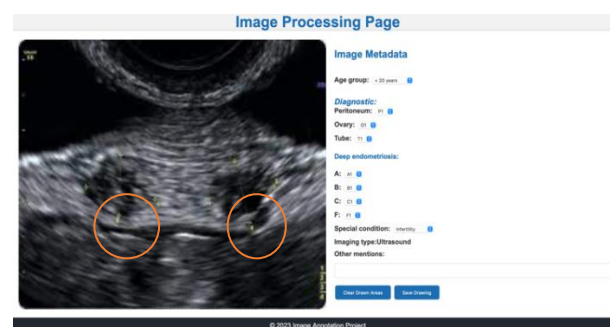 Image Processing Page
Image Metadata
Age group: < 20 years
Diagnostic:
Peritoneum: P1
Ovary: O1
Tube: T1
Deep endometriosis:
A: A1
B: B1
C: C1
F: F1
Special condition: Infertility
Imaging type:Ultrasound
Other mentions:
Clear Drawn Areas Save Drawing
© 2023 Image Annotation Project